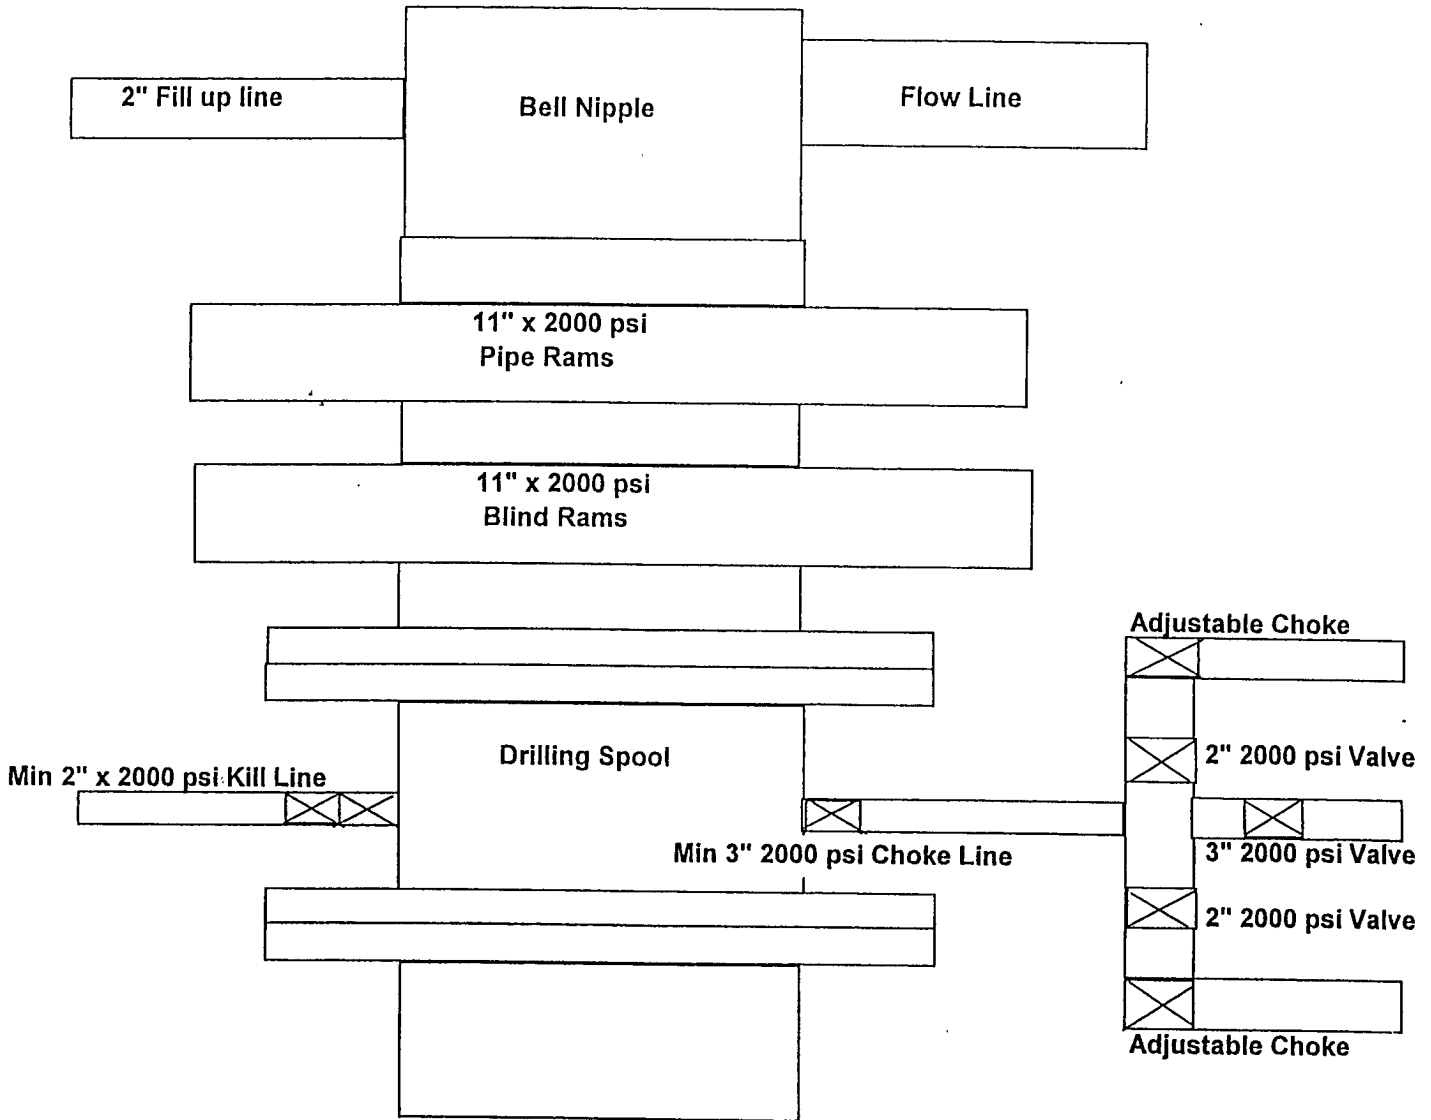 2" Fill up line
Bell Nipple
Flow Line
11" x 2000 psi
Pipe Rams
11" x 2000 psi
Blind Rams
Adjustable Choke
Drilling Spool
2" 2000 psi Valve
Min 2" x 2000 psi Kill Line
Min 3" 2000 psi Choke Line
3" 2000 psi Valve
2" 2000 psi Valve
Adjustable Choke